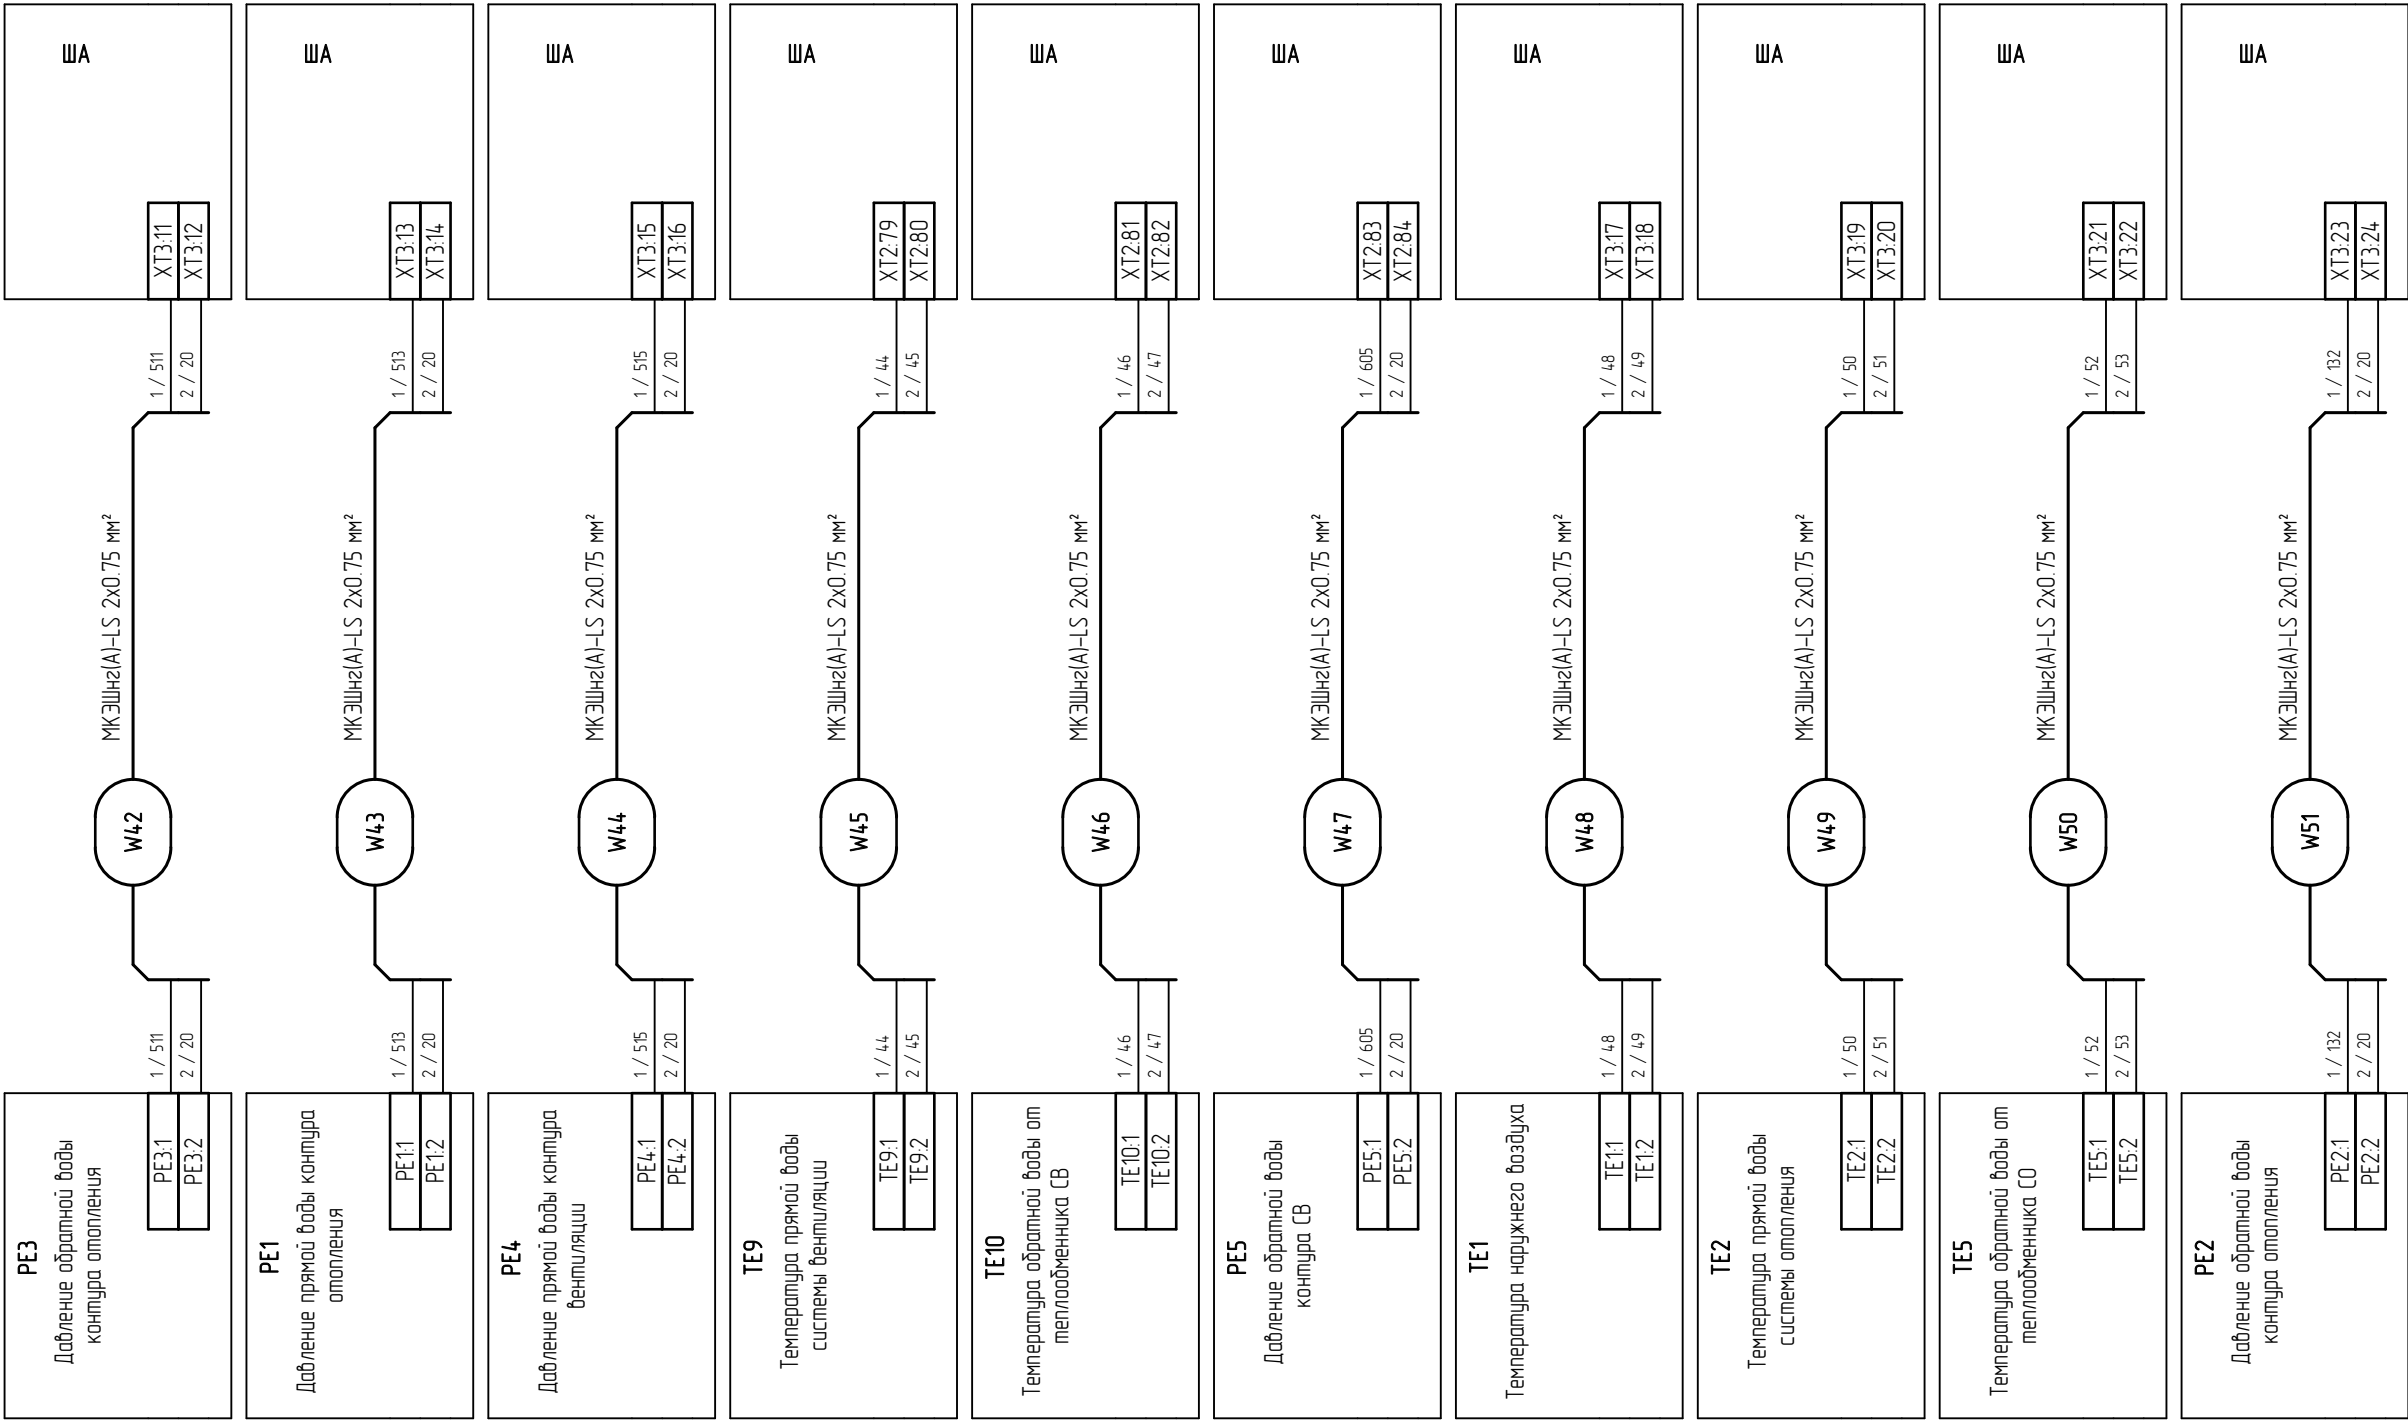 PE3
Давление обратной воды
контура отопления
PE3:1
PE3:2
1 / 511
2 / 20
W42
МКЭШнг(А)-LS 2x0.75 мм²
1 / 511
2 / 20
XT3:11
XT3:12
ША
PE1
Давление прямой воды контура
отопления
PE1:1
PE1:2
1 / 513
2 / 20
W43
МКЭШнг(А)-LS 2x0.75 мм²
1 / 513
2 / 20
XT3:13
XT3:14
ША
PE4
Давление прямой воды контура
вентиляции
PE4:1
PE4:2
1 / 515
2 / 20
W44
МКЭШнг(А)-LS 2x0.75 мм²
1 / 515
2 / 20
XT3:15
XT3:16
ША
TE9
Температура прямой воды
системы вентиляции
TE9:1
TE9:2
1 / 44
2 / 45
W45
МКЭШнг(А)-LS 2x0.75 мм²
1 / 44
2 / 45
XT2:79
XT2:80
ША
TE10
Температура обратной воды от
теплообменника СВ
TE10:1
TE10:2
1 / 46
2 / 47
W46
МКЭШнг(А)-LS 2x0.75 мм²
1 / 46
2 / 47
XT2:81
XT2:82
ША
PE5
Давление обратной воды
контура СВ
PE5:1
PE5:2
1 / 605
2 / 20
W47
МКЭШнг(А)-LS 2x0.75 мм²
1 / 605
2 / 20
XT2:83
XT2:84
ША
TE1
Температура наружнего воздуха
TE1:1
TE1:2
1 / 48
2 / 49
W48
МКЭШнг(А)-LS 2x0.75 мм²
1 / 48
2 / 49
XT3:17
XT3:18
ША
TE2
Температура прямой воды
системы отопления
TE2:1
TE2:2
1 / 50
2 / 51
W49
МКЭШнг(А)-LS 2x0.75 мм²
1 / 50
2 / 51
XT3:19
XT3:20
ША
TE5
Температура обратной воды от
теплообменника СО
TE5:1
TE5:2
1 / 52
2 / 53
W50
МКЭШнг(А)-LS 2x0.75 мм²
1 / 52
2 / 53
XT3:21
XT3:22
ША
PE2
Давление обратной воды
контура отопления
PE2:1
PE2:2
1 / 132
2 / 20
W51
МКЭШнг(А)-LS 2x0.75 мм²
1 / 132
2 / 20
XT3:23
XT3:24
ША